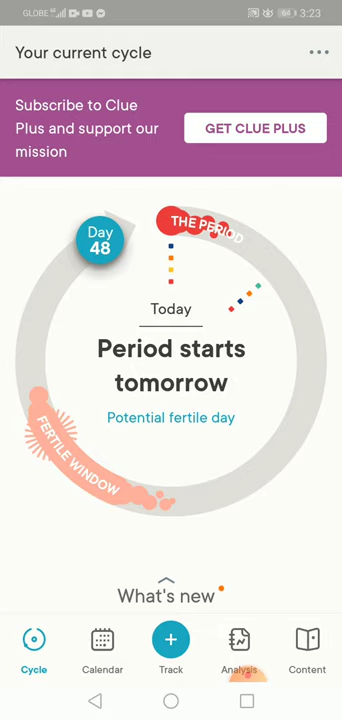 GLOBE 64 3:23
Your current cycle
Subscribe to Clue
Plus and support our
mission
GET CLUE PLUS
THE PERIOD
Day
48
Today
Period starts
tomorrow
Potential fertile day
FERTILE WINDOW
What's new
Cycle
Calendar
Track
Analysis
Content